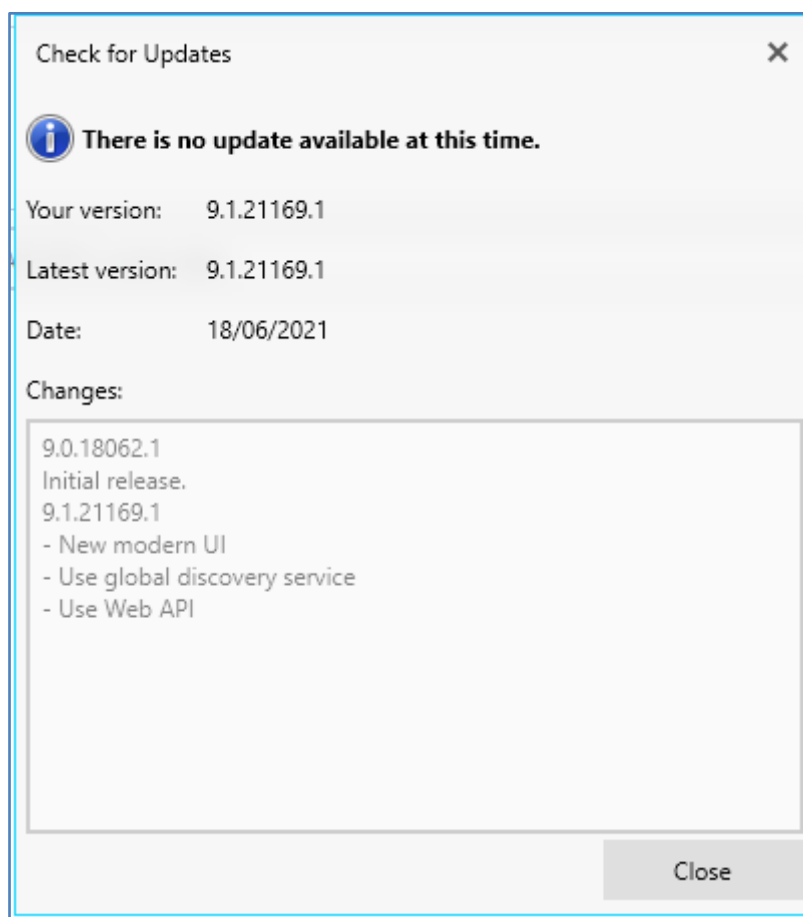 Check for Updates
There is no update available at this time.
Your version: 9.1.21169.1
Latest version: 9.1.21169.1
Date: 18/06/2021
Changes:
9.0.18062.1
Initial release.
9.1.21169.1
- New modern UI
- Use global discovery service
- Use Web API
Close